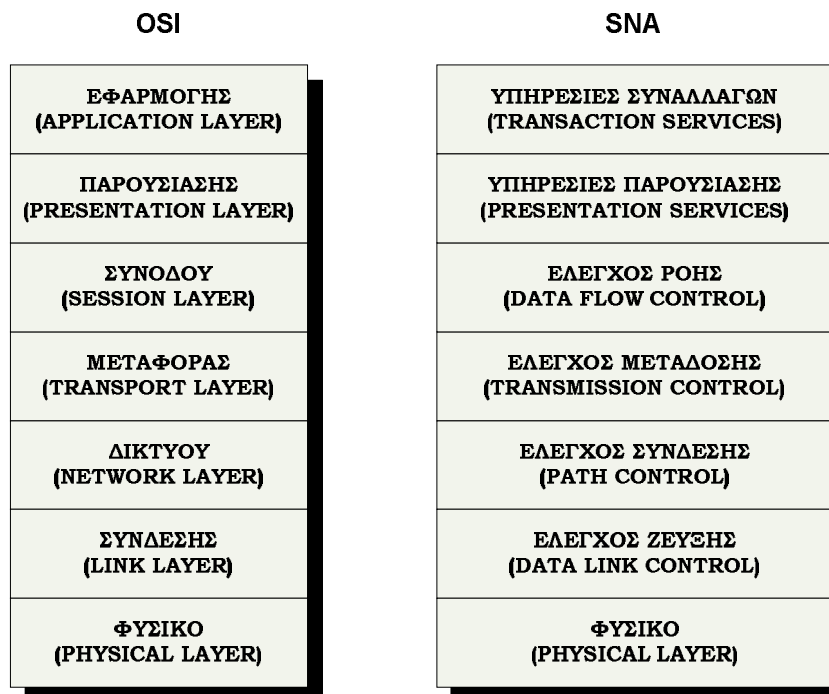 OSI
ΕΦΑΡΜΟΓΗΣ
(APPLICATION LAYER)
ΠΑΡΟΥΣΙΑΣΗΣ
(PRESENTATION LAYER)
ΣΥΝΟΔΟΥ
(SESSION LAYER)
ΜΕΤΑΦΟΡΑΣ
(TRANSPORT LAYER)
ΔΙΚΤΥΟΥ
(NETWORK LAYER)
ΣΥΝΔΕΣΗΣ
(LINK LAYER)
ΦΥΣΙΚΟ
(PHYSICAL LAYER)
SNA
ΥΠΗΡΕΣΙΕΣ ΣΥΝΑΛΛΑΓΩΝ
(TRANSACTION SERVICES)
ΥΠΗΡΕΣΙΕΣ ΠΑΡΟΥΣΙΑΣΗΣ
(PRESENTATION SERVICES)
ΕΛΕΓΧΟΣ ΡΟΗΣ
(DATA FLOW CONTROL)
ΕΛΕΓΧΟΣ ΜΕΤΑΔΟΣΗΣ
(TRANSMISSION CONTROL)
ΕΛΕΓΧΟΣ ΣΥΝΔΕΣΗΣ
(PATH CONTROL)
ΕΛΕΓΧΟΣ ΖΕΥΞΗΣ
(DATA LINK CONTROL)
ΦΥΣΙΚΟ
(PHYSICAL LAYER)